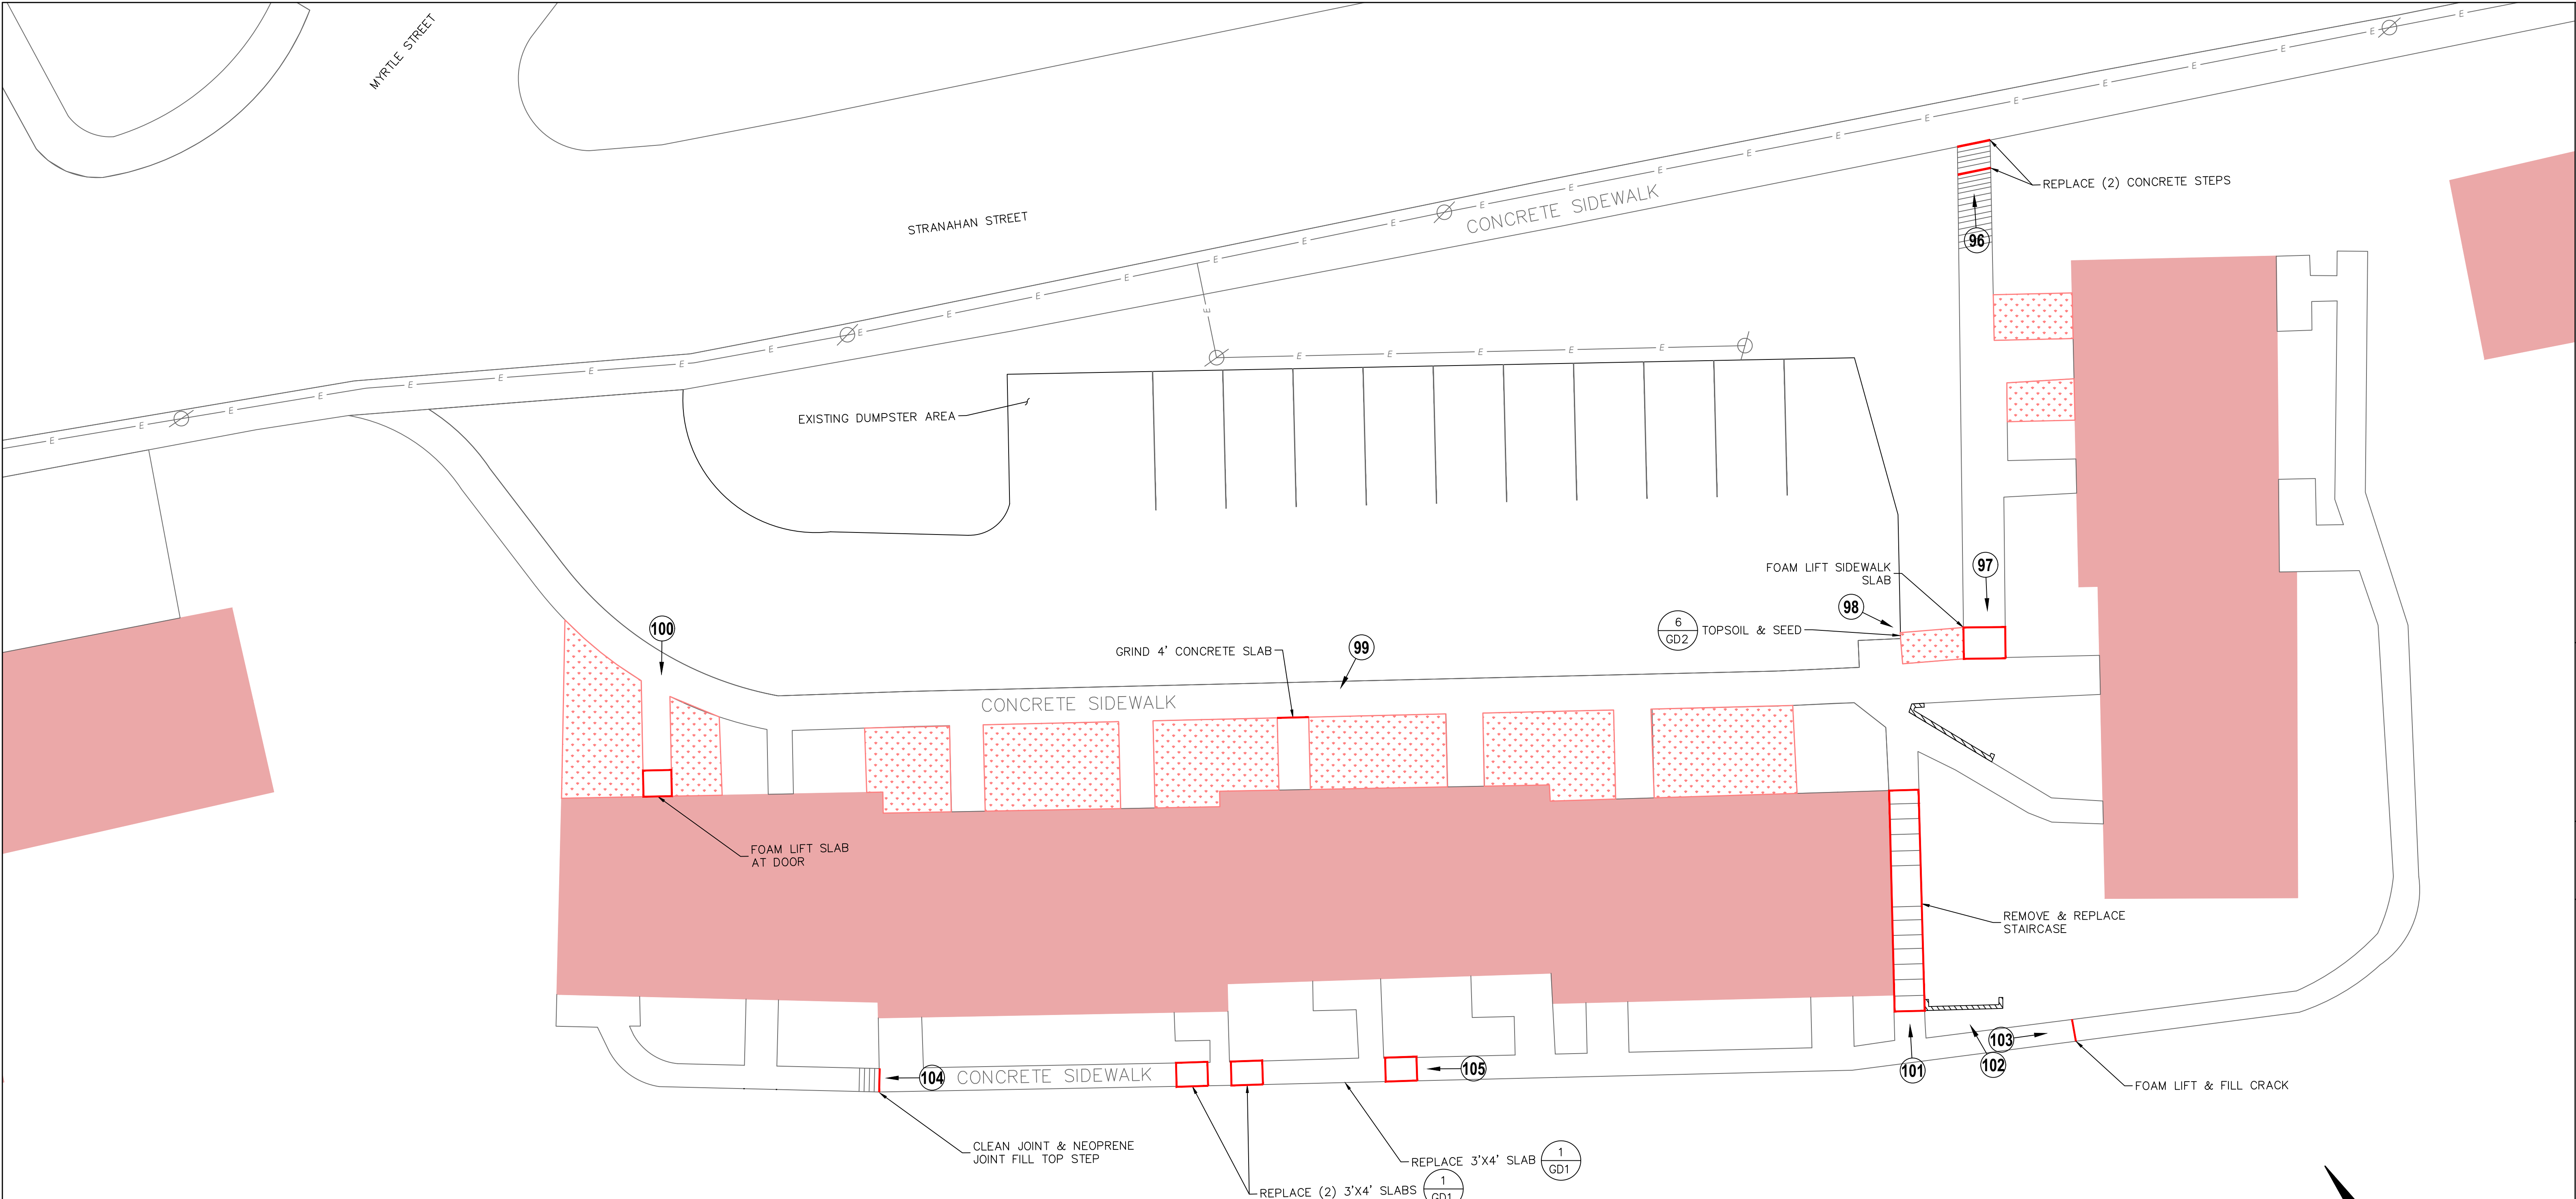 MYRTLE STREET
STRANAHAN STREET
CONCRETE SIDEWALK
REPLACE (2) CONCRETE STEPS
96
EXISTING DUMPSTER AREA
FOAM LIFT SIDEWALK
SLAB
97
98
6
GD2
TOPSOIL & SEED
100
GRIND 4' CONCRETE SLAB
99
CONCRETE SIDEWALK
FOAM LIFT SLAB
AT DOOR
REMOVE & REPLACE
STAIRCASE
103
101
102
104
CONCRETE SIDEWALK
105
FOAM LIFT & FILL CRACK
CLEAN JOINT & NEOPRENE
JOINT FILL TOP STEP
REPLACE 3'X4' SLAB
1
GD1
REPLACE (2) 3'X4' SLABS
1
GD1
E E E E E E E E E E E E E E E E E E E E E E E E E E E E
E
E E E E E